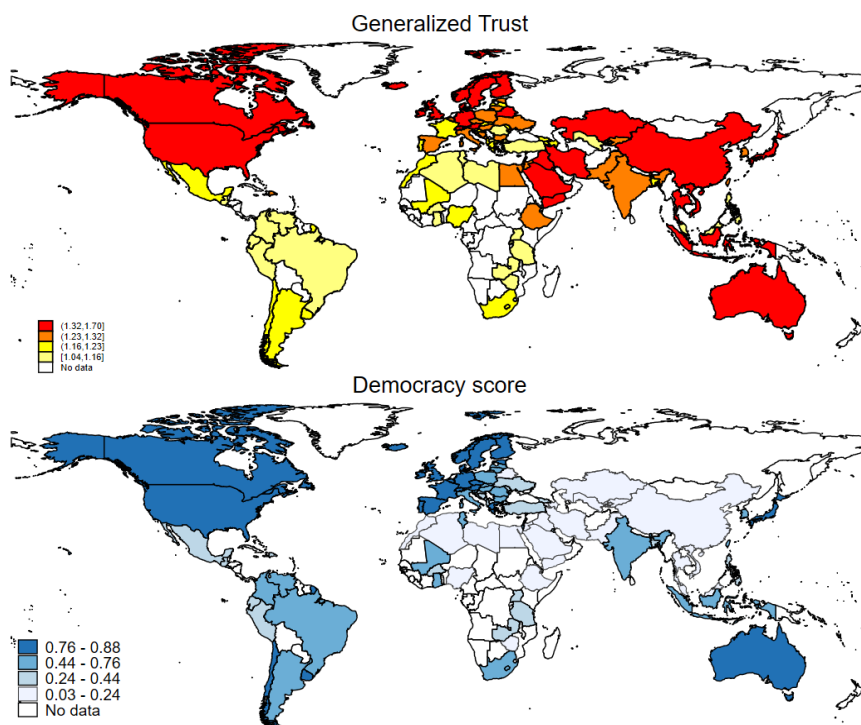 Generalized Trust
(1.32,1.70]
(1.23,1.32]
(1.16,1.23]
[1.04,1.16]
No data
Democracy score
0.76 - 0.88
0.44 - 0.76
0.24 - 0.44
0.03 - 0.24
No data